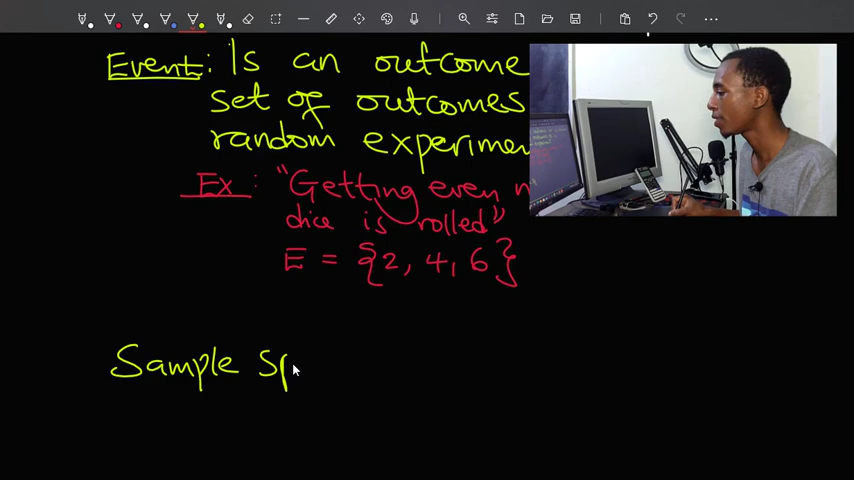 Event: Is an outcome
set of outcomes
random experimen
Ex: "Getting even n
dice is rolled"
E = {2, 4, 6}
Sample Sp